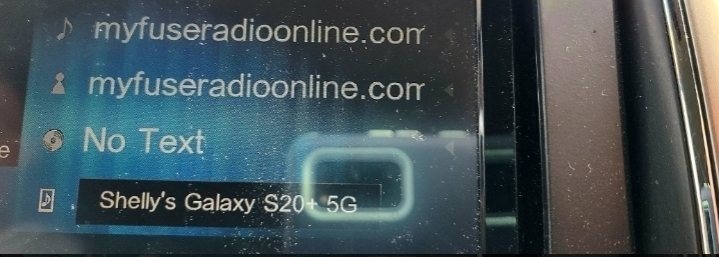 myfuseradioonline.com
myfuseradioonline.com
No Text
e
Shelly's Galaxy S20+ 5G